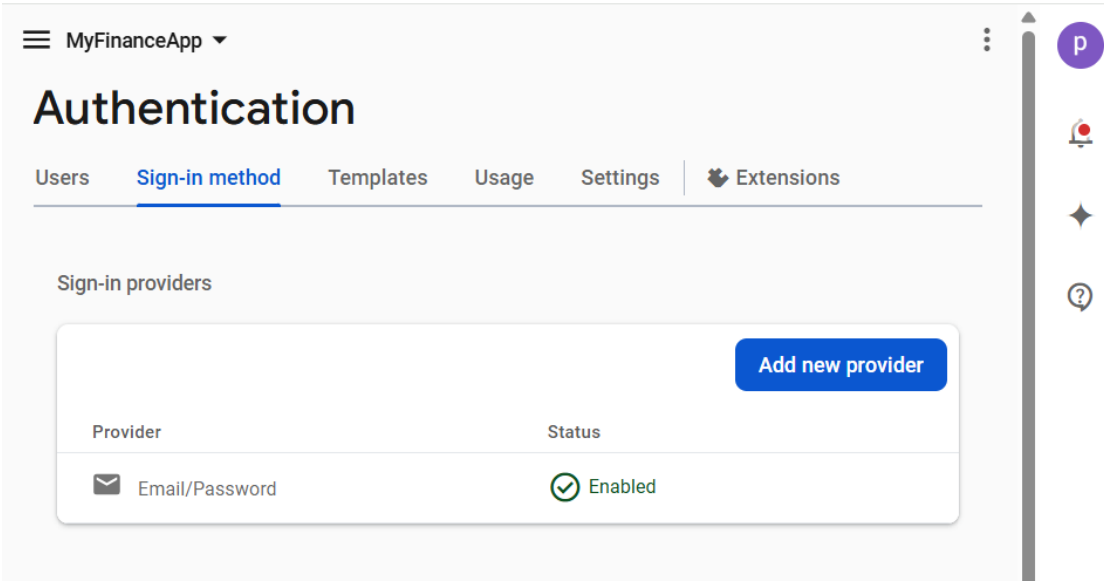 MyFinanceApp
p
Authentication
Users Sign-in method Templates Usage Settings Extensions
Sign-in providers
Add new provider
Provider Status
Email/Password Enabled